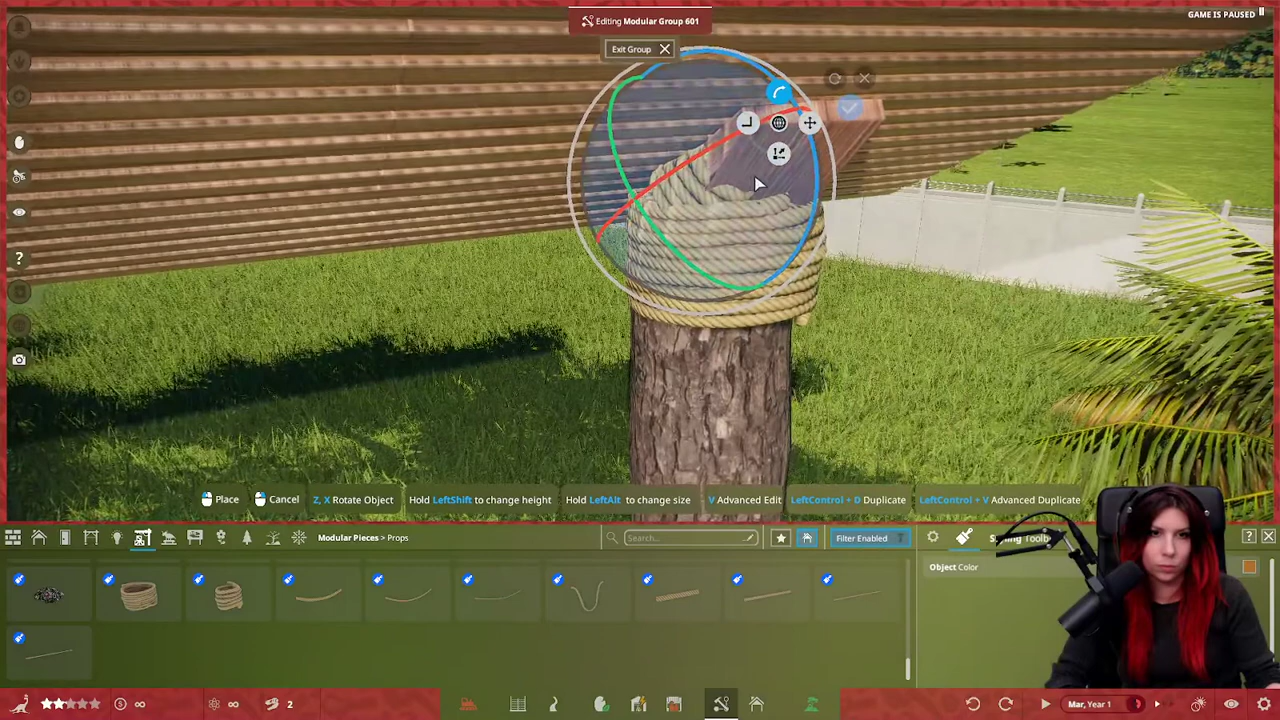 Editing Modular Group 601
GAME IS PAUSED
Exit Group
Place
Cancel
Z, X Rotate Object
Hold LeftShift to change height
Hold LeftAlt to change size
V Advanced Edit
LeftControl + D Duplicate
LeftControl + V Advanced Duplicate
Modular Pieces > Props
Search...
Filter Enabled
Object Color
∞
∞
2
Mar, Year 1